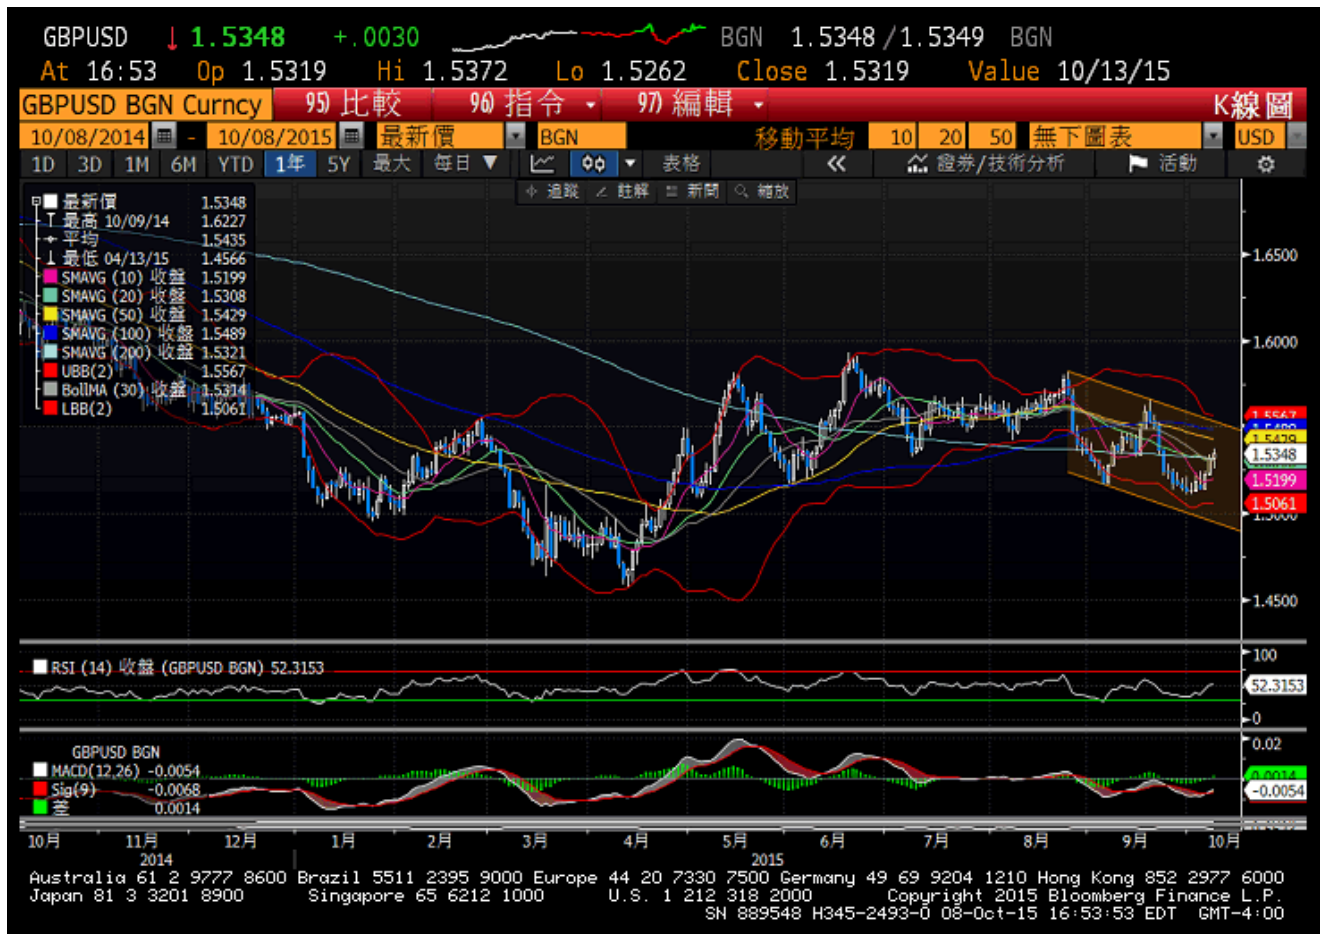 GBPUSD ↓ 1.5348 +.0030 BGN 1.5348/1.5349 BGN
At 16:53 Op 1.5319 Hi 1.5372 Lo 1.5262 Close 1.5319 Value 10/13/15
GBPUSD BGN Curncy 95) 比較 96) 指令 97) 編輯 K線圖
10/08/2014 - 10/08/2015 最新價 BGN 移動平均 10 20 50 無下圖表 USD
1D 3D 1M 6M YTD 1年 5Y 最大 每日 ▼ 表格 « 證券/技術分析 活動
追蹤 註解 新聞 縮放
最新價 1.5348
最高 10/09/14 1.6227
平均 1.5435
最低 04/13/15 1.4566
SMAVG (10) 收盤 1.5199
SMAVG (20) 收盤 1.5308
SMAVG (50) 收盤 1.5429
SMAVG (100) 收盤 1.5489
SMAVG (200) 收盤 1.5321
UBB(2) 1.5567
BollMA (30) 收盤 1.5314
LBB(2) 1.5061
1.6500
1.6000
1.5567
1.5489
1.5429
1.5348
1.5199
1.5061
1.5000
1.4500
RSI (14) 收盤 (GBPUSD BGN) 52.3153
100
52.3153
0
GBPUSD BGN
MACD(12,26) -0.0054
Sig(9) -0.0068
差 0.0014
0.02
0.0014
-0.0054
10月 11月 12月 1月 2月 3月 4月 5月 6月 7月 8月 9月 10月
2014 2015
Australia 61 2 9777 8600 Brazil 5511 2395 9000 Europe 44 20 7330 7500 Germany 49 69 9204 1210 Hong Kong 852 2977 6000
Japan 81 3 3201 8900 Singapore 65 6212 1000 U.S. 1 212 318 2000 Copyright 2015 Bloomberg Finance L.P.
SN 889548 H345-2493-0 08-Oct-15 16:53:53 EDT GMT-4:00